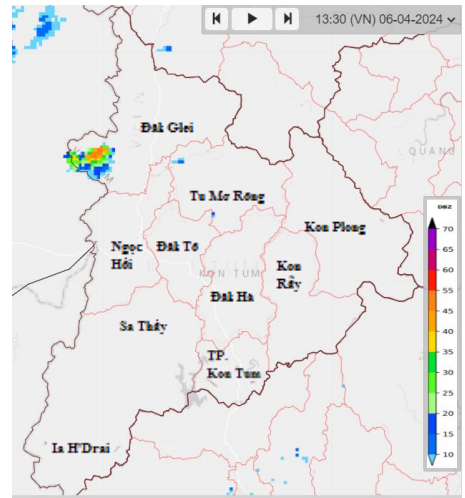 13:30 (VN) 06-04-2024
Đăk Glei
QUANG
Tu Mơ Rông
Kon Plong
Ngọc
Hồi
Đăk Tô
KON TUM
Kon
Rẫy
Đăk Hà
Sa Thầy
TP.
Kon Tum
Ia H'Drai
DBZ
70
65
60
55
50
45
40
35
30
25
20
15
10